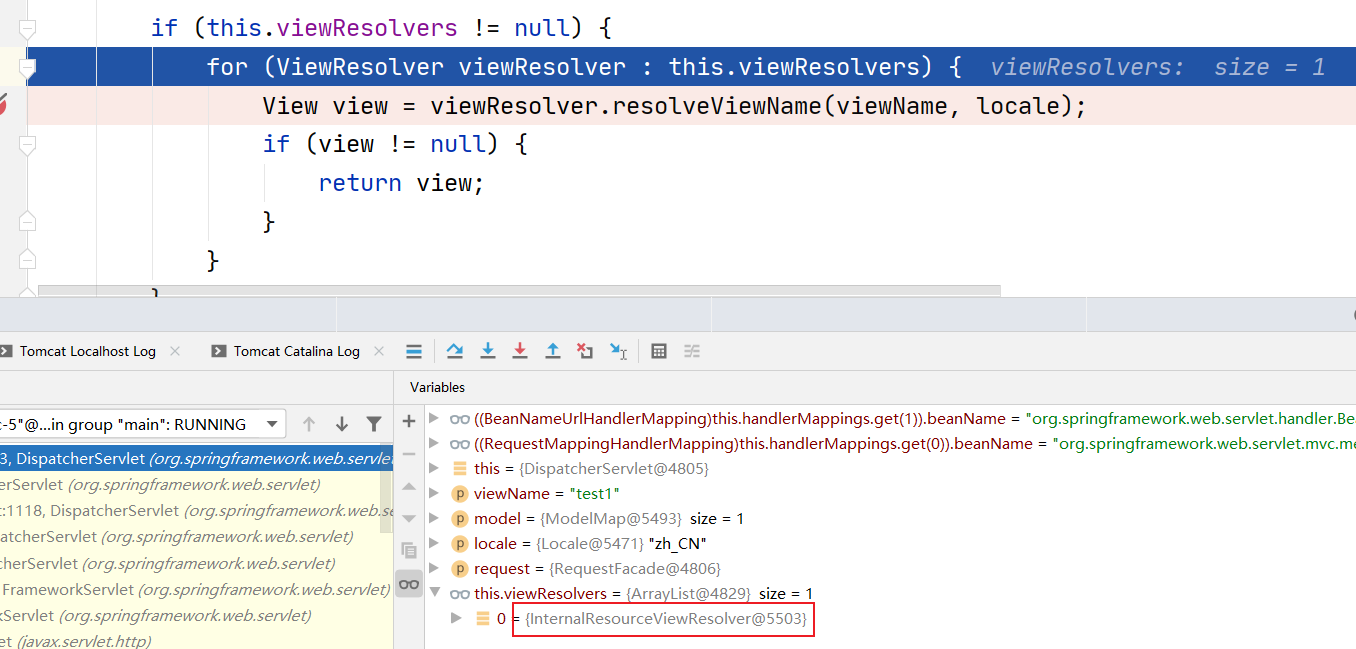 if (this.viewResolvers != null) {
for (ViewResolver viewResolver : this.viewResolvers) { viewResolvers: size = 1
View view = viewResolver.resolveViewName(viewName, locale);
if (view != null) {
return view;
}
}
}
Tomcat Localhost Log
Tomcat Catalina Log
Variables
-5"@...in group "main": RUNNING
3, DispatcherServlet (org.springframework.web.servle
erServlet (org.springframework.web.servlet)
t:1118, DispatcherServlet (org.springframework.web.se
patcherServlet (org.springframework.web.servlet)
cherServlet (org.springframework.web.servlet)
FrameworkServlet (org.springframework.web.servlet)
kServlet (org.springframework.web.servlet)
et (javax.servlet.http)
((BeanNameUrlHandlerMapping)this.handlerMappings.get(1)).beanName = "org.springframework.web.servlet.handler.Be
((RequestMappingHandlerMapping)this.handlerMappings.get(0)).beanName = "org.springframework.web.servlet.mvc.me
this = {DispatcherServlet@4805}
p viewName = "test1"
p model = {ModelMap@5493} size = 1
p locale = {Locale@5471} "zh_CN"
p request = {RequestFacade@4806}
this.viewResolvers = {ArrayList@4829} size = 1
0 = {InternalResourceViewResolver@5503}